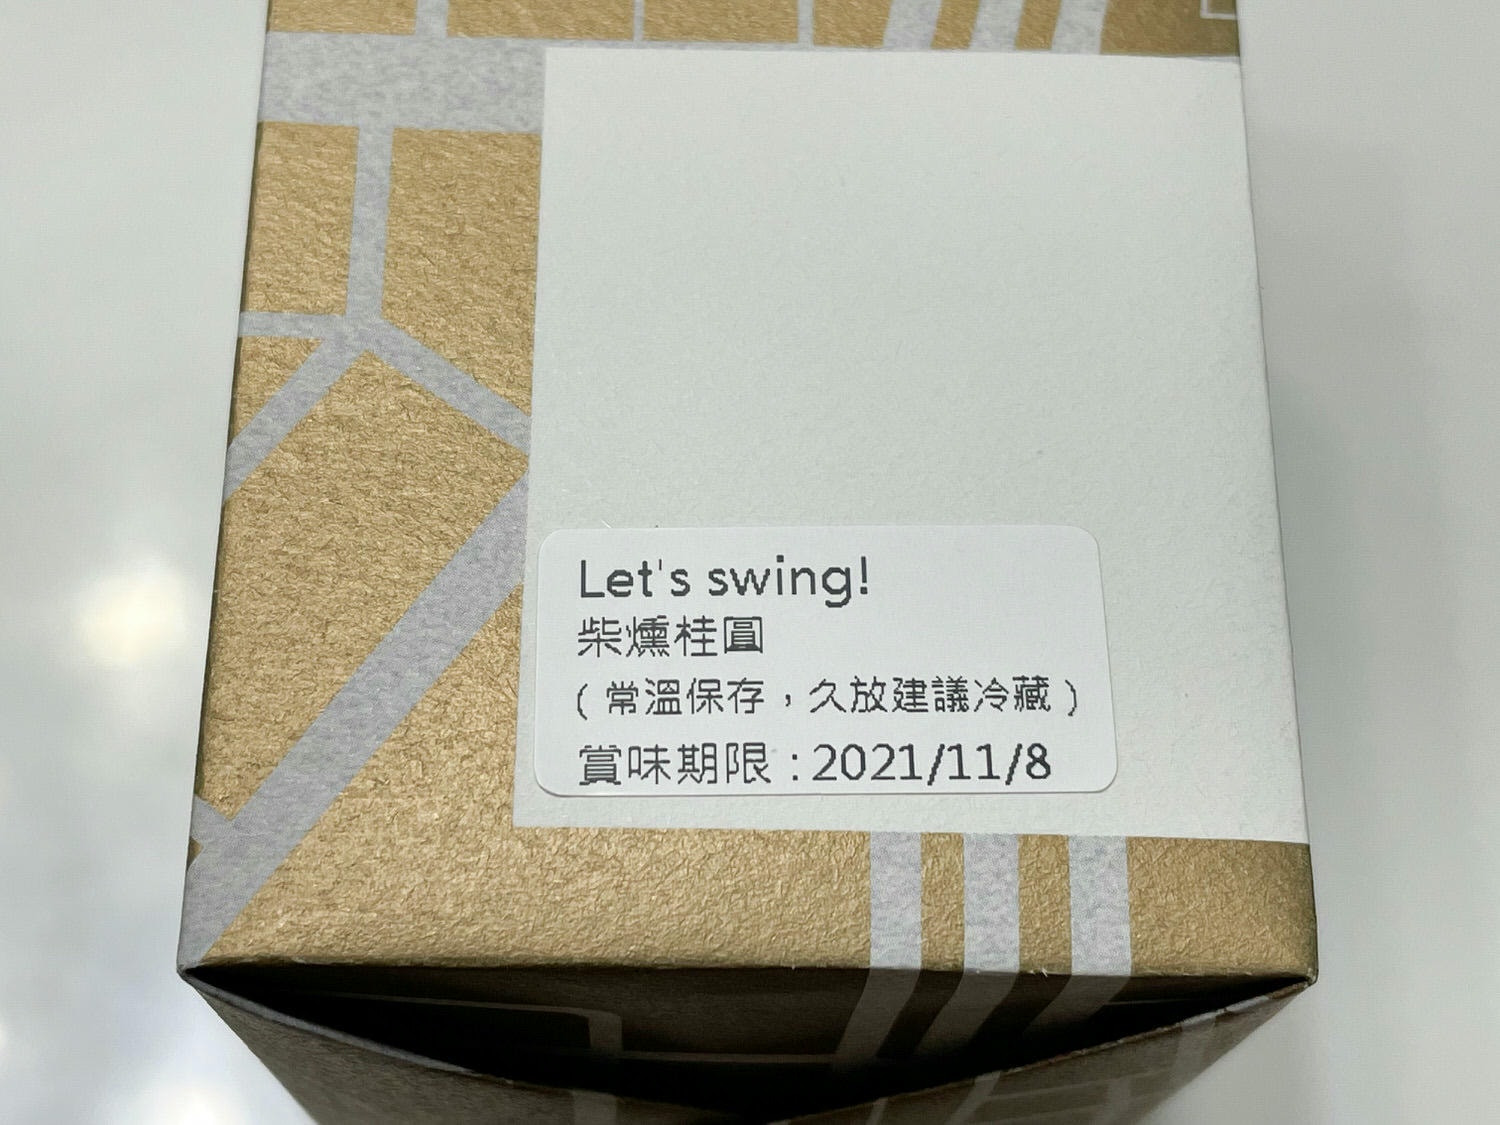 Let's swing!
柴燻桂圓
( 常溫保存，久放建議冷藏 )
賞味期限 : 2021/11/8